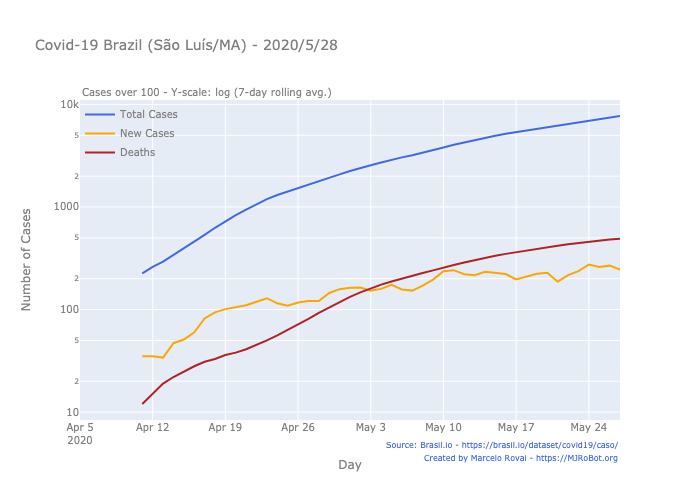 Covid-19 Brazil (São Luís/MA) - 2020/5/28
Cases over 100 - Y-scale: log (7-day rolling avg.)
10k
5
2
1000
5
2
100
5
2
10
Total Cases
New Cases
Deaths
Number of Cases
Apr 5
2020
Apr 12
Apr 19
Apr 26
May 3
May 10
May 17
May 24
Day
Source: Brasil.io - https://brasil.io/dataset/covid19/caso/
Created by Marcelo Rovai - https://MJRoBot.org